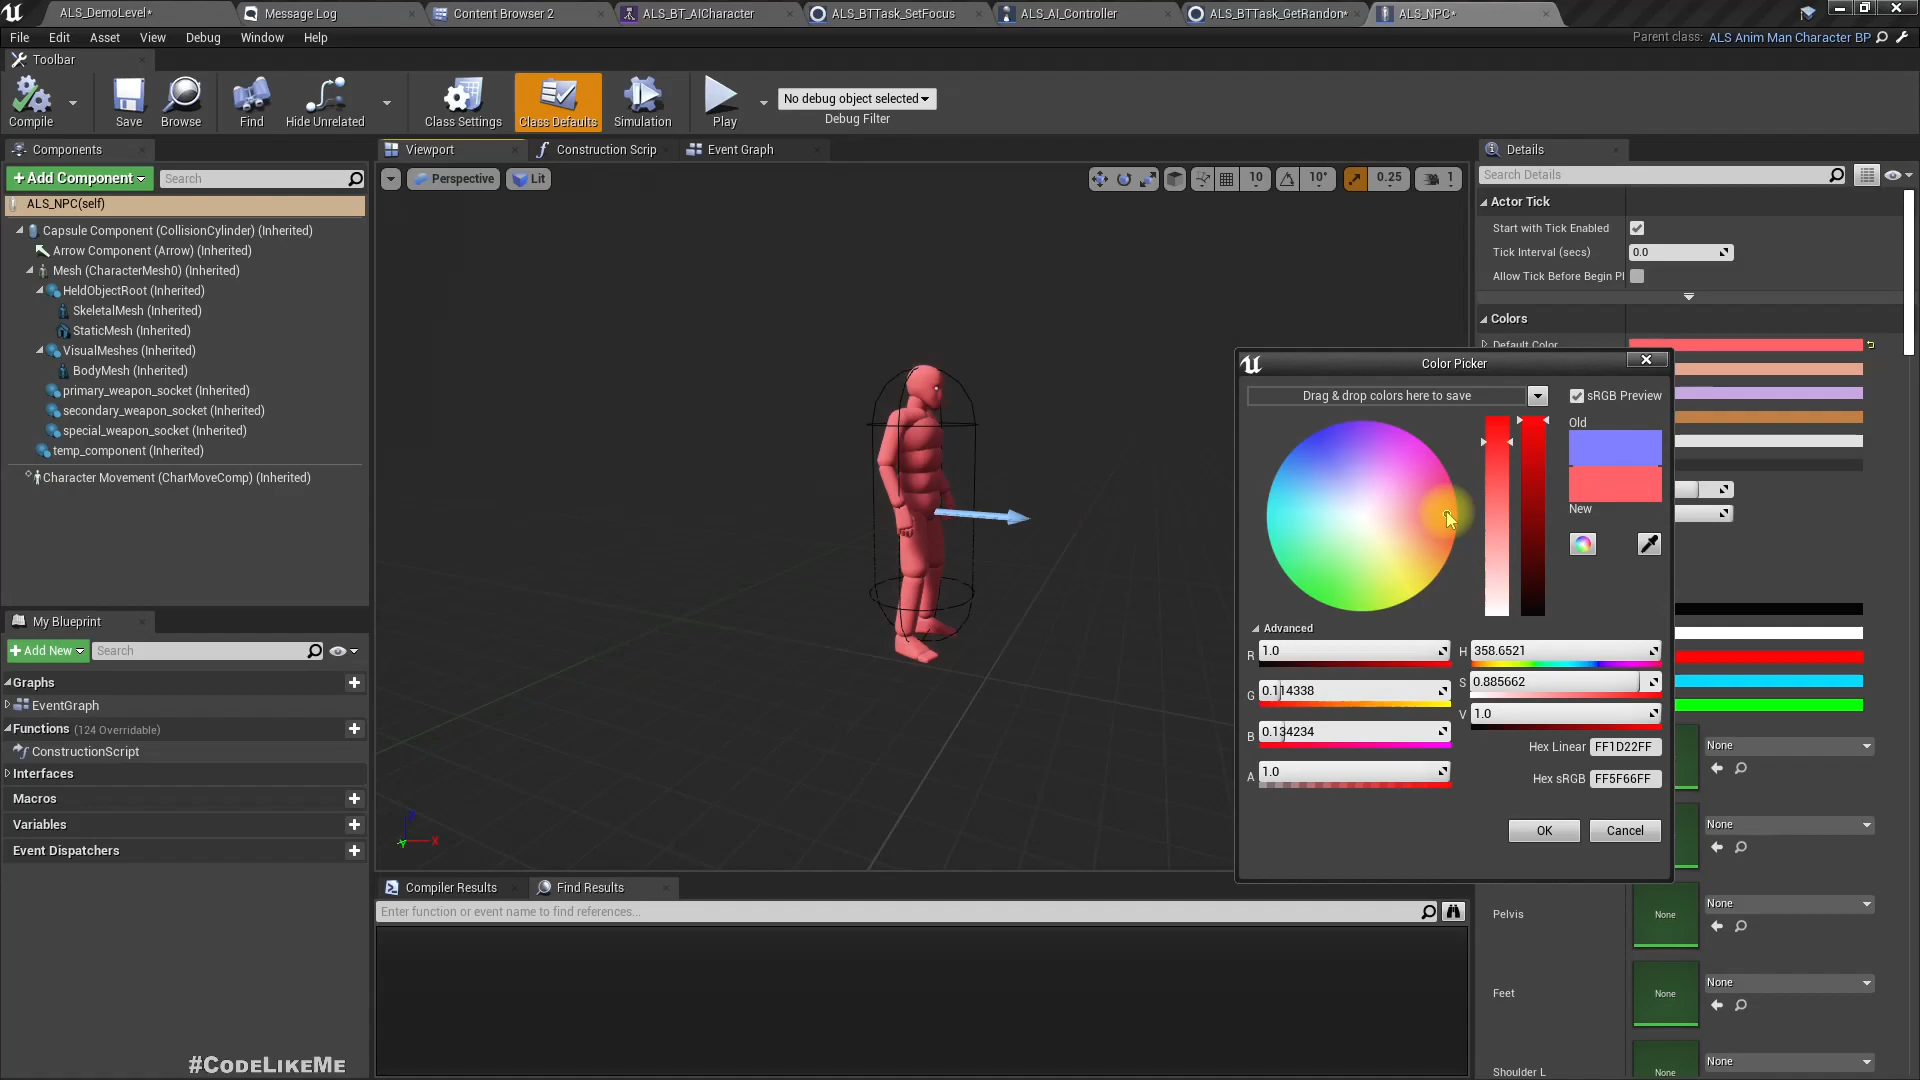 ALS_DemoLevel*
Message Log
Content Browser 2
ALS_BT_AICharacter
ALS_BTTask_SetFocus
ALS_AI_Controller
ALS_BTTask_GetRandon*
ALS_NPC*
File
Edit
Asset
View
Debug
Window
Help
Parent class:
ALS Anim Man Character BP
Toolbar
Compile
Save
Browse
Find
Hide Unrelated
Class Settings
Class Defaults
Simulation
Play
No debug object selected
Debug Filter
Components
Viewport
Construction Scrip
Event Graph
Details
+Add Component
Search
Perspective
Lit
10
10°
0.25
1
Search Details
ALS_NPC(self)
Capsule Component (CollisionCylinder) (Inherited)
Arrow Component (Arrow) (Inherited)
Mesh (CharacterMesh0) (Inherited)
HeldObjectRoot (Inherited)
SkeletalMesh (Inherited)
StaticMesh (Inherited)
VisualMeshes (Inherited)
BodyMesh (Inherited)
primary_weapon_socket (Inherited)
secondary_weapon_socket (Inherited)
special_weapon_socket (Inherited)
temp_component (Inherited)
Character Movement (CharMoveComp) (Inherited)
Actor Tick
Start with Tick Enabled
Tick Interval (secs)
0.0
Allow Tick Before Begin Pl
Colors
Default Color
Color Picker
Drag & drop colors here to save
sRGB Preview
Old
New
Advanced
R
1.0
H
358.6521
G
0.114338
S
0.885662
B
0.134234
V
1.0
A
1.0
Hex Linear
FF1D22FF
Hex sRGB
FF5F66FF
OK
Cancel
My Blueprint
+Add New
Search
Graphs
EventGraph
Functions (124 Overridable)
ConstructionScript
Interfaces
Macros
Variables
Event Dispatchers
X
Compiler Results
Find Results
Enter function or event name to find references...
None
None
Pelvis
None
None
Feet
None
None
Shoulder L
None
None
#CodeLikeMe